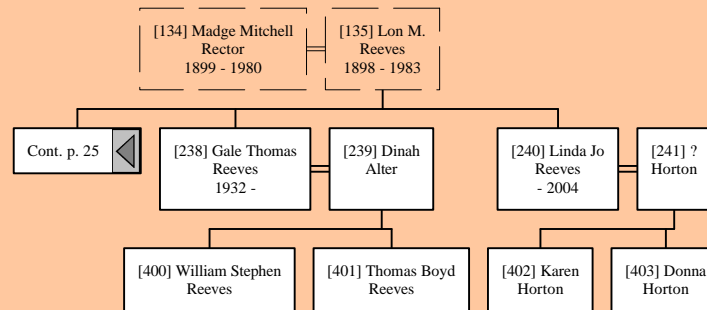 [134] Madge Mitchell
Rector
1899 - 1980
[135] Lon M.
Reeves
1898 - 1983
Cont. p. 25
[238] Gale Thomas
Reeves
1932 -
[239] Dinah
Alter
[240] Linda Jo
Reeves
- 2004
[241] ?
Horton
[400] William Stephen
Reeves
[401] Thomas Boyd
Reeves
[402] Karen
Horton
[403] Donna
Horton